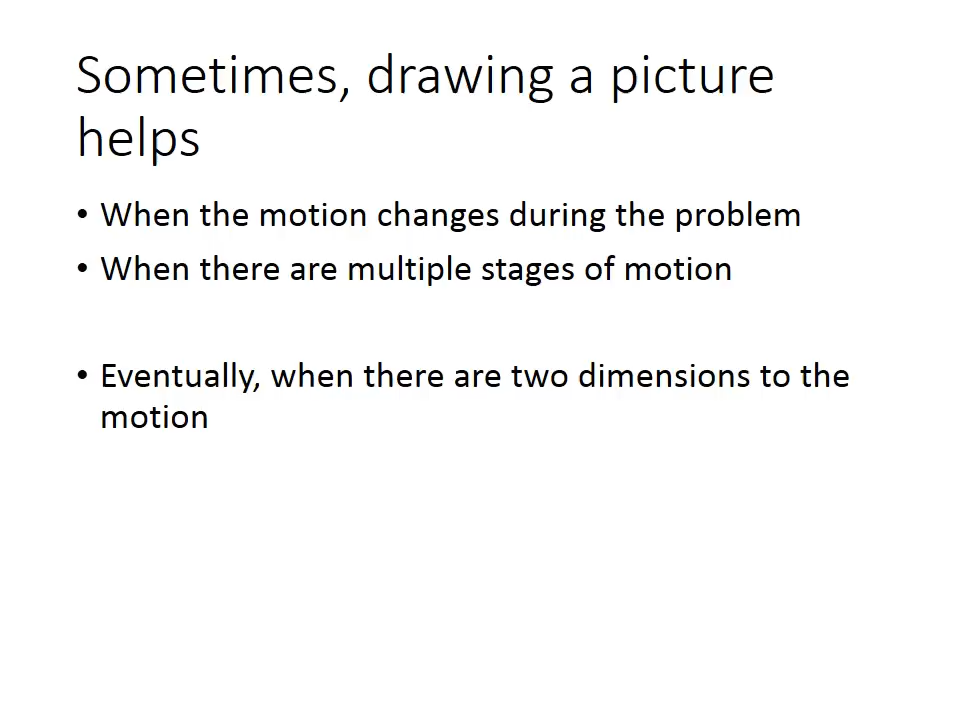 Sometimes, drawing a picture
helps
• When the motion changes during the problem
• When there are multiple stages of motion
• Eventually, when there are two dimensions to the
motion